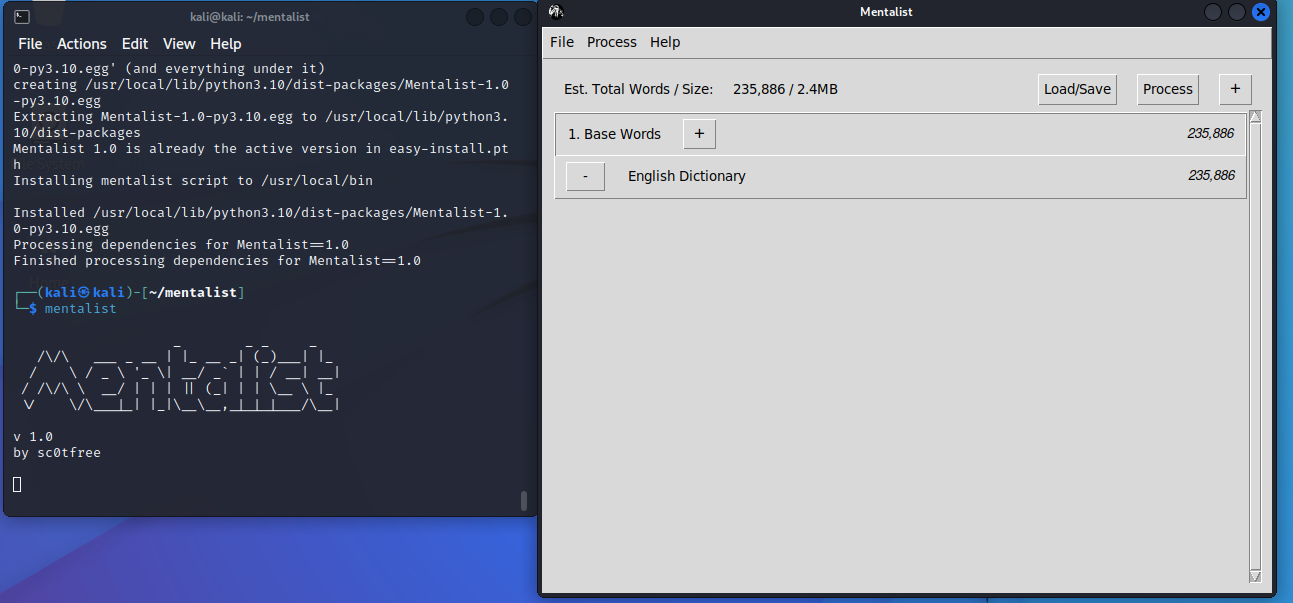 kali@kali: ~/mentalist
File Actions Edit View Help
0-py3.10.egg' (and everything under it)
creating /usr/local/lib/python3.10/dist-packages/Mentalist-1.0
-py3.10.egg
Extracting Mentalist-1.0-py3.10.egg to /usr/local/lib/python3.
10/dist-packages
Mentalist 1.0 is already the active version in easy-install.pt
h
Installing mentalist script to /usr/local/bin
Installed /usr/local/lib/python3.10/dist-packages/Mentalist-1.
0-py3.10.egg
Processing dependencies for Mentalist==1.0
Finished processing dependencies for Mentalist==1.0
┌──(kali㉿kali)-[~/mentalist]
└─$ mentalist
Mentalist
v 1.0
by sc0tfree
Mentalist
File Process Help
Est. Total Words / Size: 235,886 / 2.4MB Load/Save Process +
1. Base Words + 235,886
- English Dictionary 235,886